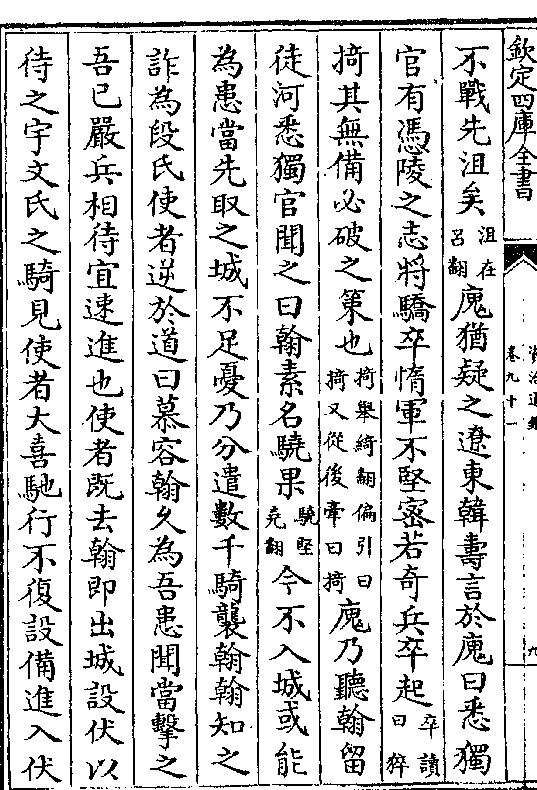 欽定四庫全書
資治通鑑
卷九十一
九
不戰先沮矣沮在呂翻廆猶疑之遼東韓壽言於廆曰悉獨
官有馮陵之志將驕卒惰軍不堅密若奇兵卒起卒讀曰猝
掎其無備必破之策也掎舉綺翻偏引曰掎又從後牽曰掎廆乃聽翰留
徒河悉獨官聞之曰翰素名驍果驍堅堯翻今不入城或能
為患當先取之城不足憂乃分遣數千騎襲翰翰知之
詐為段氏使者逆於道曰慕容翰久為吾患聞當擊之
吾已嚴兵相待宜速進也使者既去翰即出城設伏以
待之宇文氏之騎見使者大喜馳行不復設備進入伏